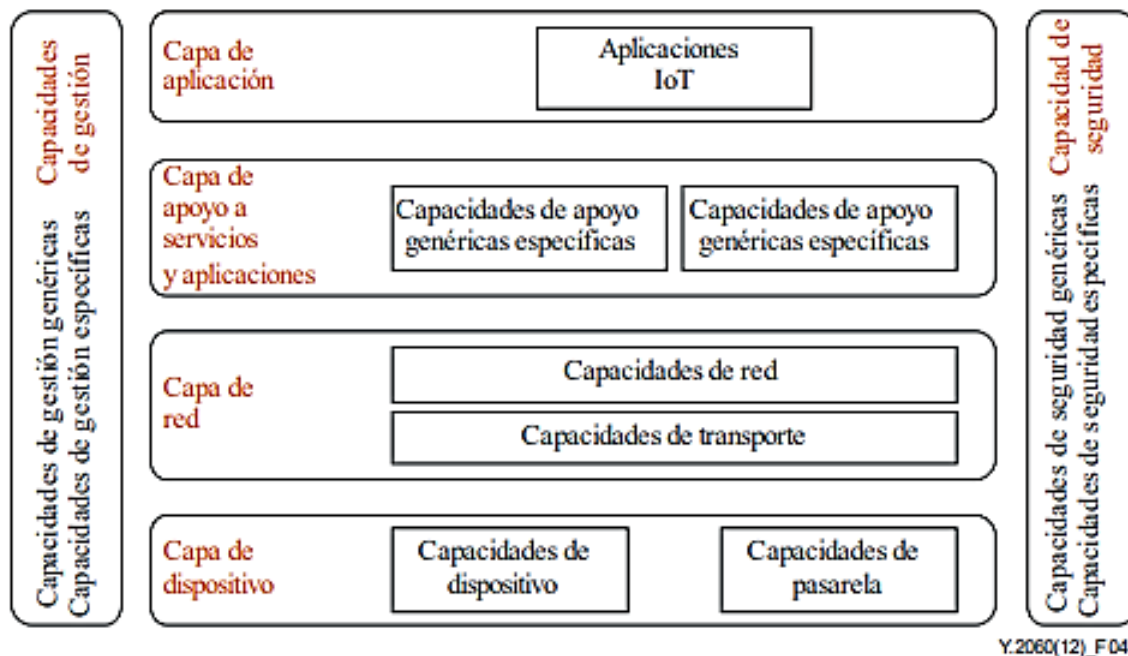 Capacidades
de gestión
Capacidades de gestión genéricas
Capacidades de gestión específicas
Capa de
aplicación
Aplicaciones
IoT
Capa de
apoyo a
servicios
y aplicaciones
Capacidades de apoyo
genéricas específicas
Capacidades de apoyo
genéricas específicas
Capa de
red
Capacidades de red
Capacidades de transporte
Capa de
dispositivo
Capacidades de
dispositivo
Capacidades de
pasarela
Capacidad de
seguridad
Capacidades de seguridad genéricas
Capacidades de seguridad específicas
Y.2060(12)_F04